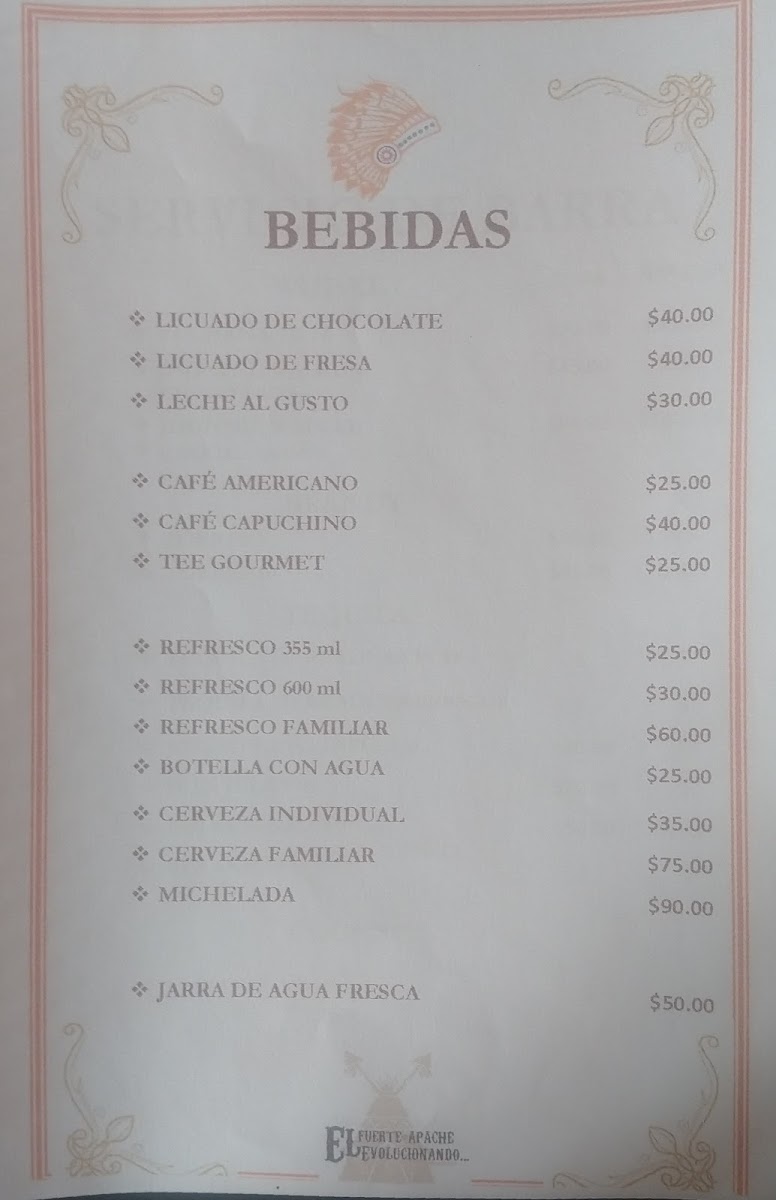 BEBIDAS
❖ LICUADO DE CHOCOLATE $40.00
❖ LICUADO DE FRESA $40.00
❖ LECHE AL GUSTO $30.00
❖ CAFÉ AMERICANO $25.00
❖ CAFÉ CAPUCHINO $40.00
❖ TEE GOURMET $25.00
❖ REFRESCO 355 ml $25.00
❖ REFRESCO 600 ml $30.00
❖ REFRESCO FAMILIAR $60.00
❖ BOTELLA CON AGUA $25.00
❖ CERVEZA INDIVIDUAL $35.00
❖ CERVEZA FAMILIAR $75.00
❖ MICHELADA $90.00
❖ JARRA DE AGUA FRESCA $50.00
EL FUERTE APACHE
EVOLUCIONANDO...